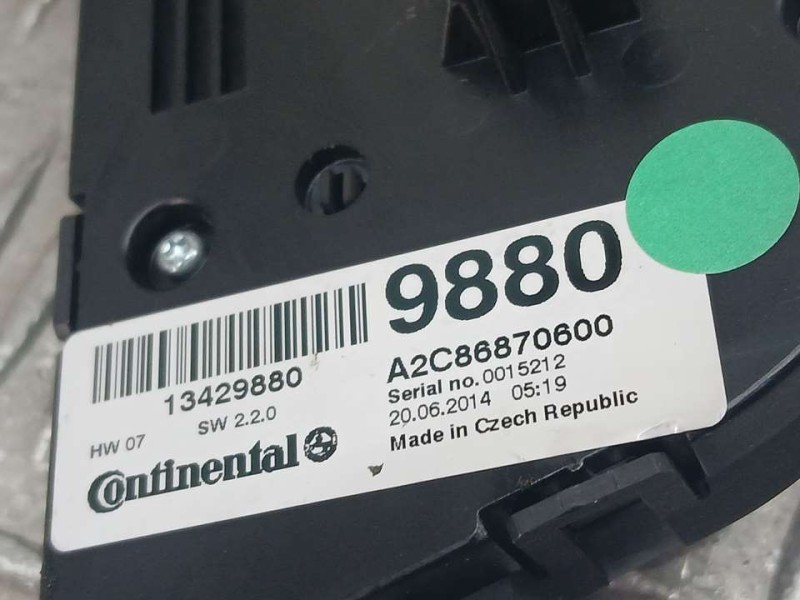 9880
13429880
A2C86870600
Serial no. 0015212
HW 07 SW 2.2.0
20.06.2014 05:19
Continental
Made in Czech Republic